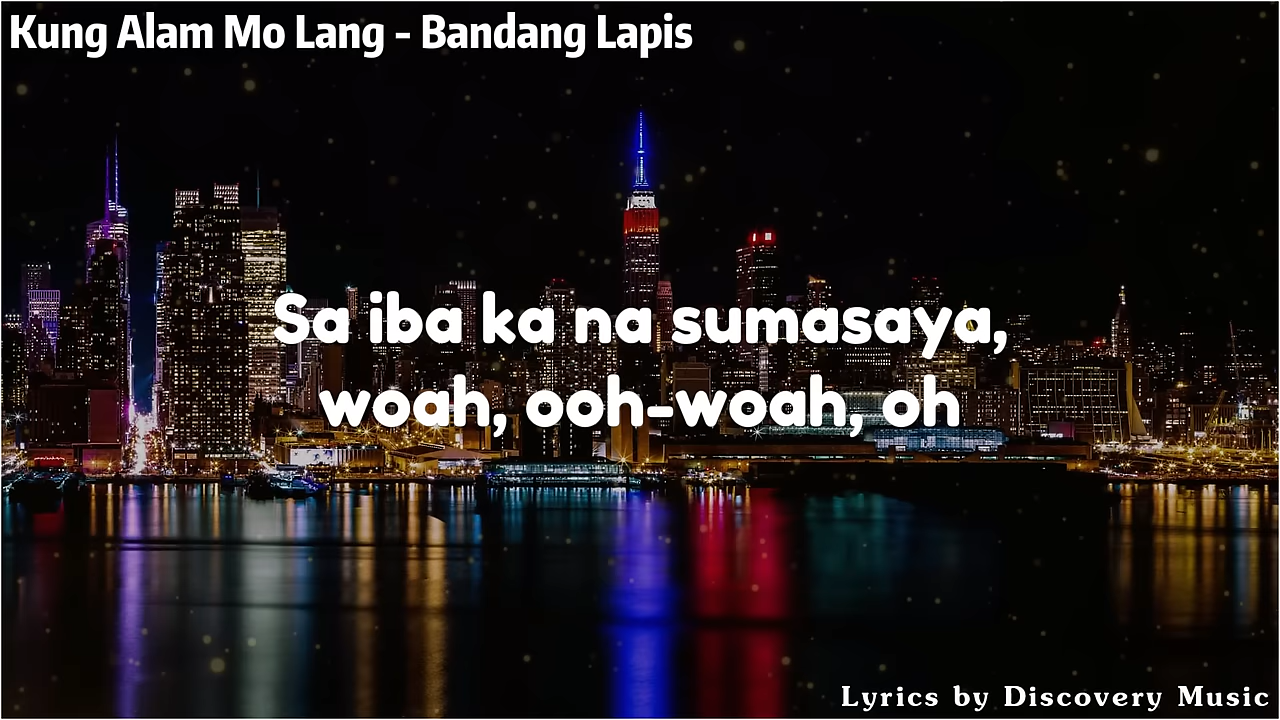 Kung Alam Mo Lang - Bandang Lapis
Sa iba ka na sumasaya,
woah, ooh-woah, oh
Lyrics by Discovery Music